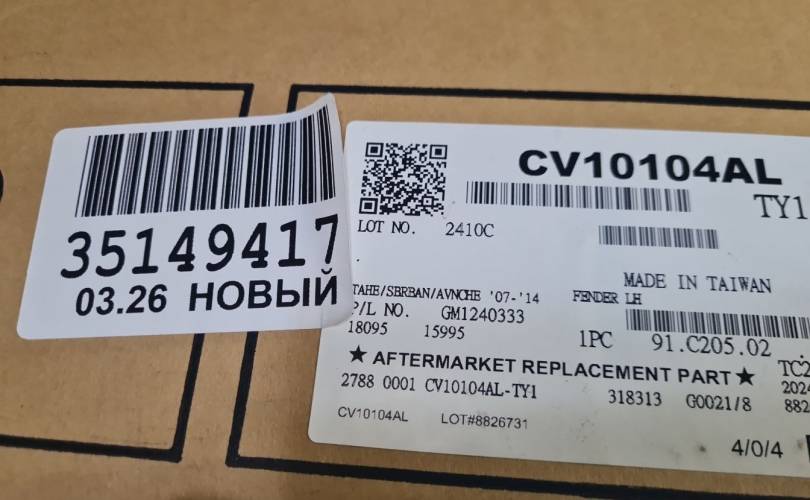 35149417
03.26 НОВЫЙ
CV10104AL
TY1
LOT NO. 2410C
MADE IN TAIWAN
TAHE/SBRBAN/AVNCHE '07-'14 FENDER LH
P/L NO. GM1240333
18095 15995
1PC 91.C205.02
★ AFTERMARKET REPLACEMENT PART ★
TC2
2788 0001 CV10104AL-TY1 318313 G0021/8
CV10104AL LOT#8826731
4/0/4